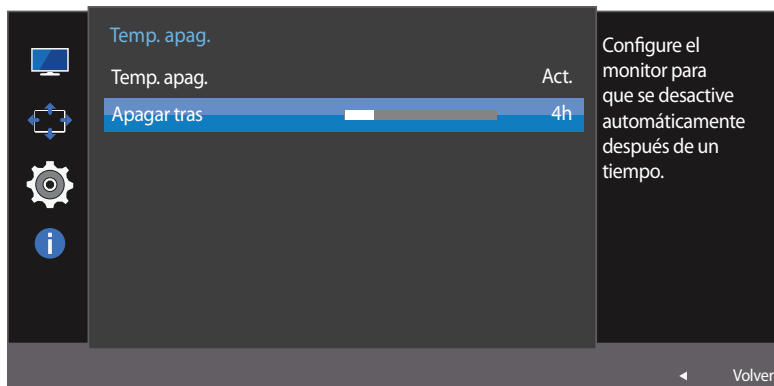 Temp. apag.
Temp. apag. Act.
Apagar tras 4h
Configure el
monitor para
que se desactive
automáticamente
después de un
tiempo.
Volver